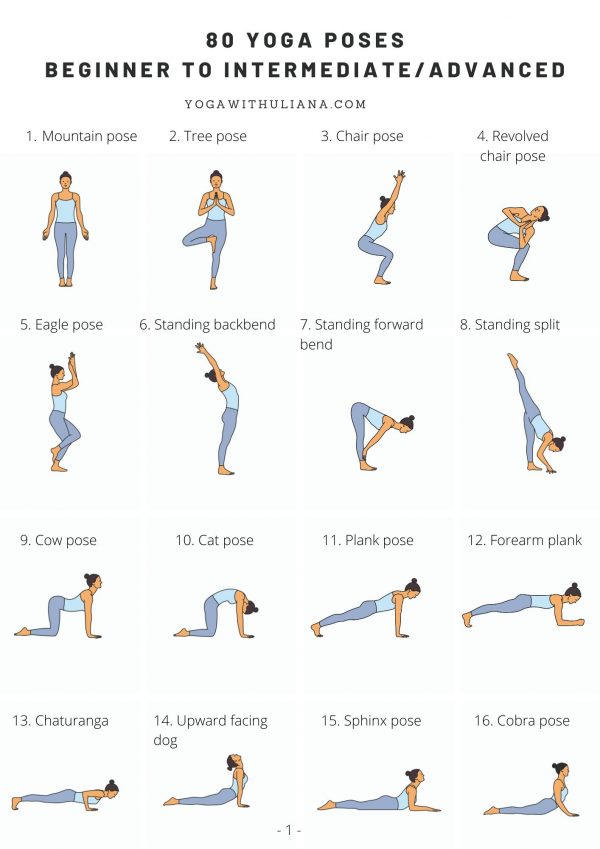 80 YOGA POSES
BEGINNER TO INTERMEDIATE/ADVANCED
YOGAWITHULIANA.COM
1. Mountain pose
2. Tree pose
3. Chair pose
4. Revolved
chair pose
5. Eagle pose
6. Standing backbend
7. Standing forward
bend
8. Standing split
9. Cow pose
10. Cat pose
11. Plank pose
12. Forearm plank
13. Chaturanga
14. Upward facing
dog
15. Sphinx pose
16. Cobra pose
- 1 -